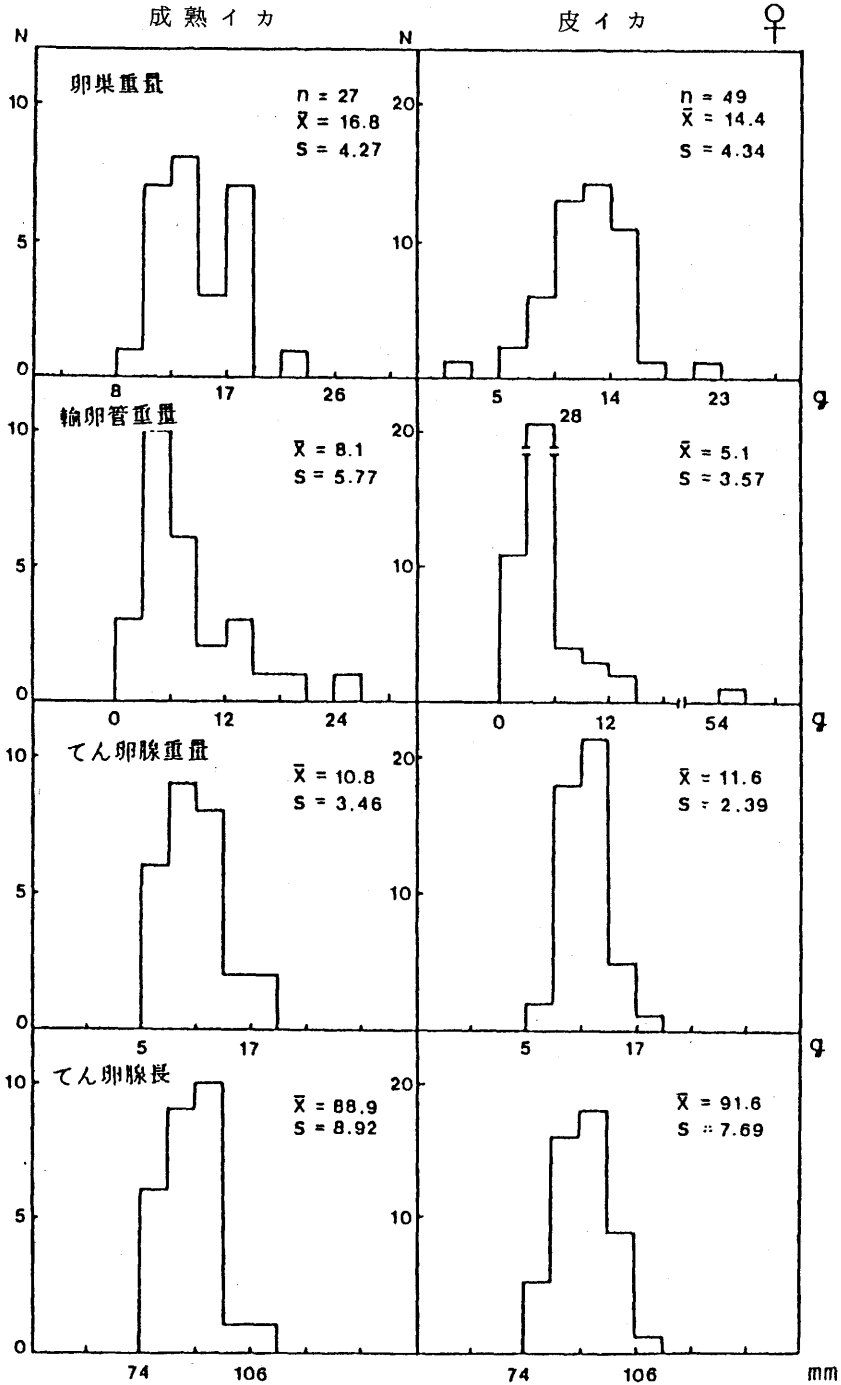 成熟イカ 皮イカ ♀
N N
卵巣重量
10 20
n = 27 n = 49
x̄ = 16.8 x̄ = 14.4
s = 4.27 s = 4.34
5 10
0
8 17 26 5 14 23 g
輸卵管重量 28
10 20
x̄ = 8.1 x̄ = 5.1
s = 5.77 s = 3.57
5 10
0
0 12 24 0 12 54 g
てん卵腺重量
10 20
x̄ = 10.8 x̄ = 11.6
s = 3.46 s = 2.39
5 10
0
5 17 5 17 g
てん卵腺長
10 20
x̄ = 88.9 x̄ = 91.6
s = 8.92 s = 7.69
5 10
0
74 106 74 106 mm